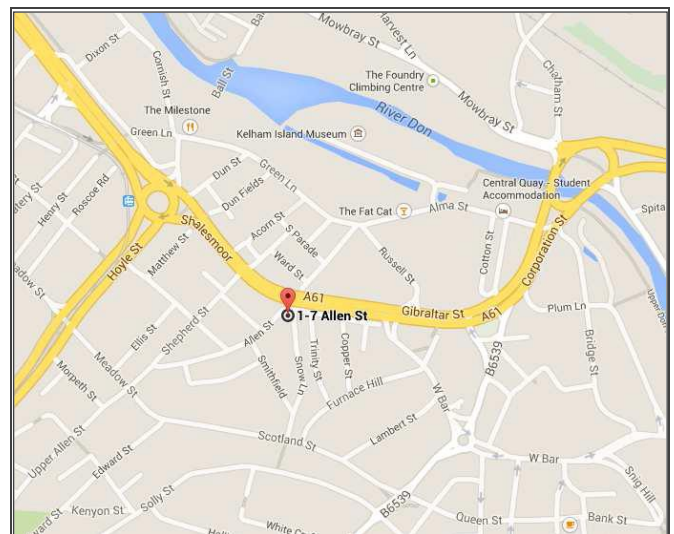 Dixon St
Cornish St
Ball St
Mowbray St
Harvest Ln
Chatham St
The Foundry
Climbing Centre
Mowbray St
The Milestone
River Don
Green Ln
Kelham Island Museum
Dun St
Green Ln
Dun Fields
Central Quay - Student
Accommodation
Henry St
Roscoe Rd
The Fat Cat
Alma St
Spita
Shalesmoor
Acorn St
S Parade
Hoyle St
Matthew St
Ward St
Russell St
Cotton St
Corporation St
A61
Gibraltar St
A61
Plum Ln
Upper Don
1-7 Allen St
Ellis St
Shepherd St
Allen St
Smithfield
Snow Ln
Trinity St
Copper St
B6539
Bridge St
Meadow St
Morpeth St
Furnace Hill
W Bar
Scotland St
Lambert St
Upper Allen St
Edward St
W Bar
Snig Hill
Solly St
Kenyon St
B6539
Queen St
Bank St
White Cr